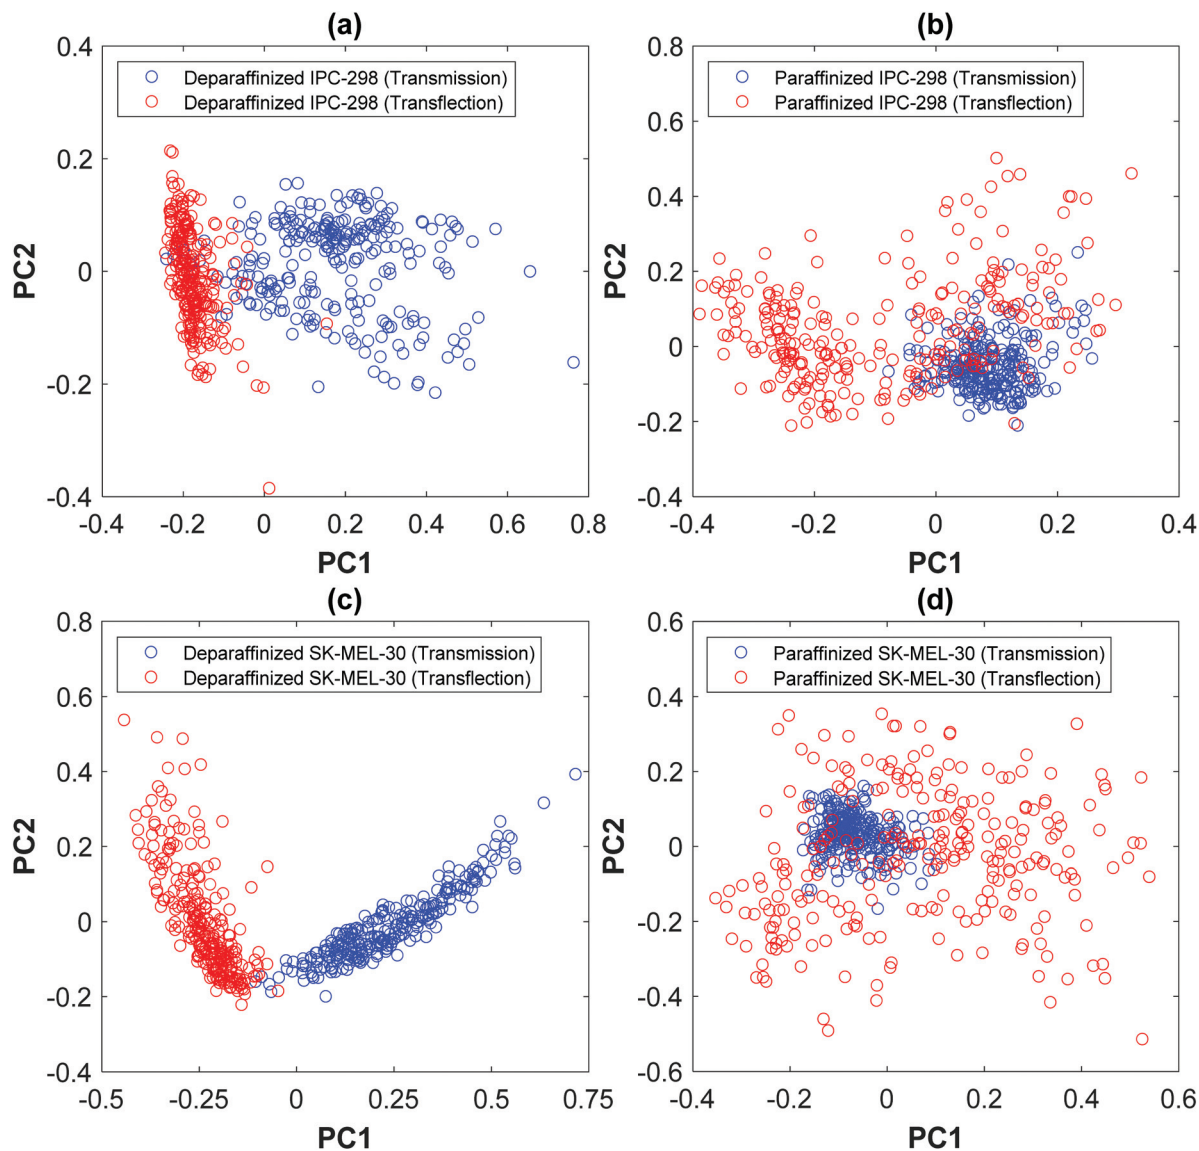 (a)
0.4
0.2
0
-0.2
-0.4
PC2
Deparaffinized IPC-298 (Transmission)
Deparaffinized IPC-298 (Transflection)
-0.4 -0.2 0 0.2 0.4 0.6 0.8
PC1
(b)
0.8
0.6
0.4
0.2
0
-0.2
-0.4
PC2
Paraffinized IPC-298 (Transmission)
Paraffinized IPC-298 (Transflection)
-0.4 -0.2 0 0.2 0.4
PC1
(c)
0.8
0.6
0.4
0.2
0
-0.2
-0.4
PC2
Deparaffinized SK-MEL-30 (Transmission)
Deparaffinized SK-MEL-30 (Transflection)
-0.5 -0.25 0 0.25 0.5 0.75
PC1
(d)
0.6
0.4
0.2
0
-0.2
-0.4
-0.6
PC2
Paraffinized SK-MEL-30 (Transmission)
Paraffinized SK-MEL-30 (Transflection)
-0.4 -0.2 0 0.2 0.4 0.6
PC1